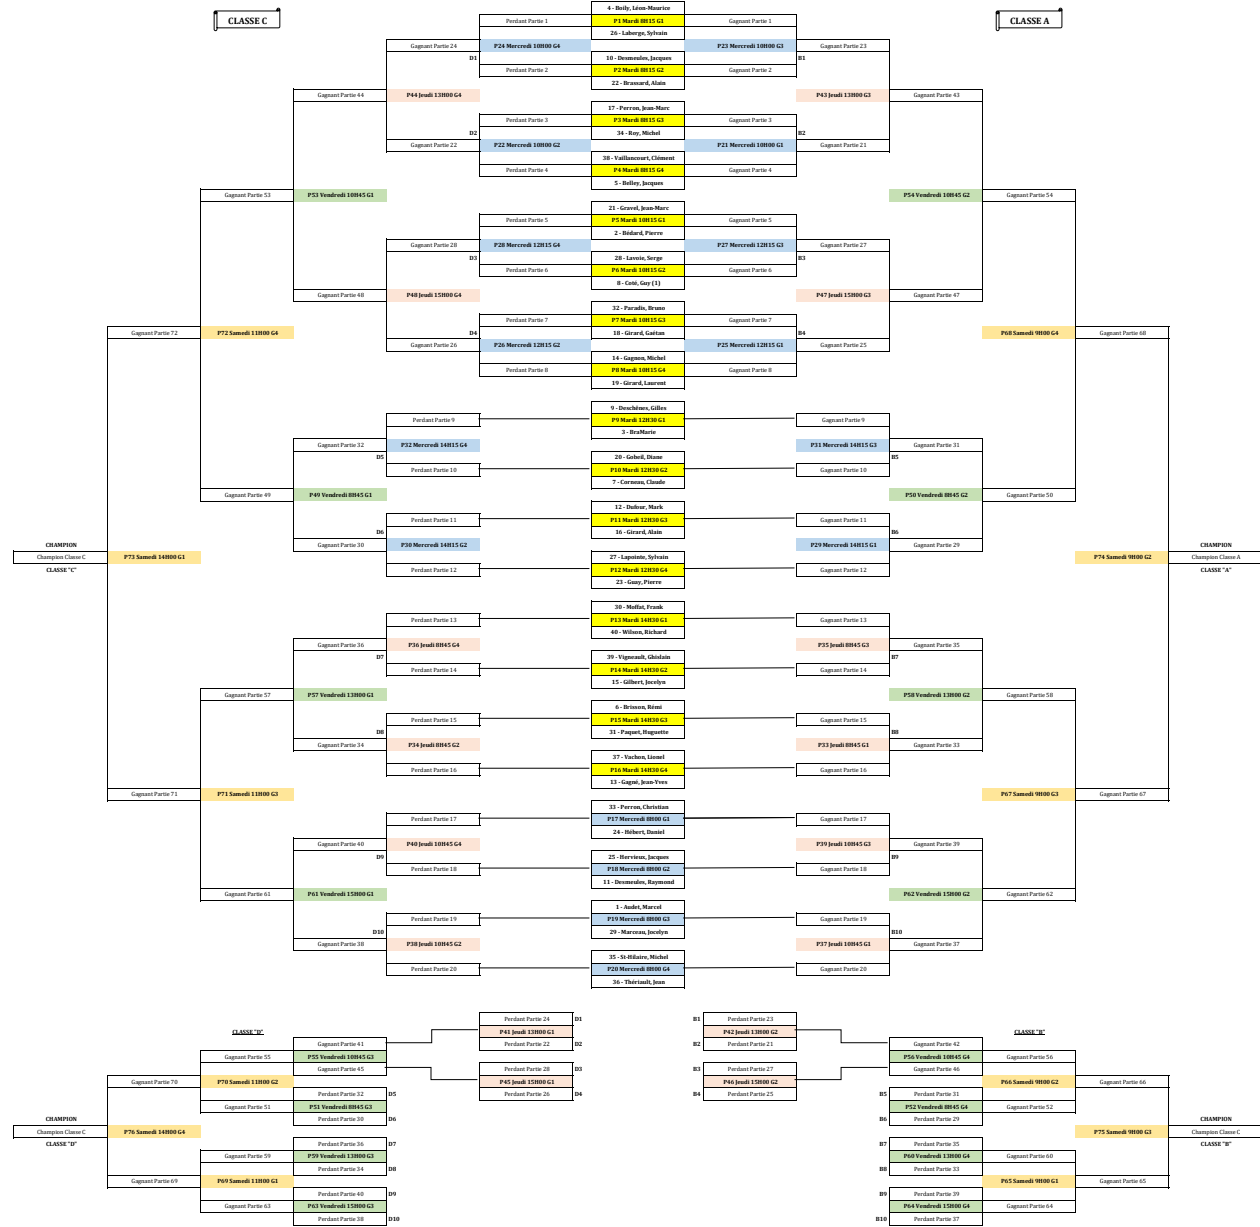 CLASSE C
CLASSE A
4 - Boily, Léon-Maurice
Perdant Partie 1
P1 Mardi 8H15 G1
Gagnant Partie 1
26 - Laberge, Sylvain
Gagnant Partie 24
P24 Mercredi 10H00 G4
P23 Mercredi 10H00 G3
Gagnant Partie 23
D1
10 - Desmeules, Jacques
B1
Perdant Partie 2
P2 Mardi 8H15 G2
Gagnant Partie 2
22 - Brassard, Alain
Gagnant Partie 44
P44 Jeudi 13H00 G4
P43 Jeudi 13H00 G3
Gagnant Partie 43
17 - Perron, Jean-Marc
Perdant Partie 3
P3 Mardi 8H15 G3
Gagnant Partie 3
D2
34 - Roy, Michel
B2
Gagnant Partie 22
P22 Mercredi 10H00 G2
P21 Mercredi 10H00 G1
Gagnant Partie 21
38 - Vaillancourt, Clément
Perdant Partie 4
P4 Mardi 8H15 G4
Gagnant Partie 4
5 - Belley, Jacques
Gagnant Partie 53
P53 Vendredi 10H45 G1
P54 Vendredi 10H45 G2
Gagnant Partie 54
21 - Gravel, Jean-Marc
Perdant Partie 5
P5 Mardi 10H15 G1
Gagnant Partie 5
2 - Bédard, Pierre
Gagnant Partie 28
P28 Mercredi 12H15 G4
P27 Mercredi 12H15 G3
Gagnant Partie 27
D3
28 - Lavoie, Serge
B3
Perdant Partie 6
P6 Mardi 10H15 G2
Gagnant Partie 6
8 - Coté, Guy (1)
Gagnant Partie 48
P48 Jeudi 15H00 G4
P47 Jeudi 15H00 G3
Gagnant Partie 47
32 - Paradis, Bruno
Perdant Partie 7
P7 Mardi 10H15 G3
Gagnant Partie 7
Gagnant Partie 72
P72 Samedi 11H00 G4
D4
18 - Girard, Gaétan
B4
P68 Samedi 9H00 G4
Gagnant Partie 68
Gagnant Partie 26
P26 Mercredi 12H15 G2
P25 Mercredi 12H15 G1
Gagnant Partie 25
14 - Gagnon, Michel
Perdant Partie 8
P8 Mardi 10H15 G4
Gagnant Partie 8
19 - Girard, Laurent
9 - Deschênes, Gilles
Perdant Partie 9
P9 Mardi 12H30 G1
Gagnant Partie 9
3 - BraMarie
Gagnant Partie 32
P32 Mercredi 14H15 G4
P31 Mercredi 14H15 G3
Gagnant Partie 31
D5
20 - Gobeil, Diane
B5
Perdant Partie 10
P10 Mardi 12H30 G2
Gagnant Partie 10
7 - Corneau, Claude
Gagnant Partie 49
P49 Vendredi 8H45 G1
P50 Vendredi 8H45 G2
Gagnant Partie 50
12 - Dufour, Mark
Perdant Partie 11
P11 Mardi 12H30 G3
Gagnant Partie 11
D6
16 - Girard, Alain
B6
CHAMPION
Gagnant Partie 30
P30 Mercredi 14H15 G2
P29 Mercredi 14H15 G1
Gagnant Partie 29
CHAMPION
Champion Classe C
P73 Samedi 14H00 G1
27 - Lapointe, Sylvain
P74 Samedi 9H00 G2
Champion Classe A
CLASSE "C"
Perdant Partie 12
P12 Mardi 12H30 G4
Gagnant Partie 12
CLASSE "A"
23 - Guay, Pierre
30 - Moffat, Frank
Perdant Partie 13
P13 Mardi 14H30 G1
Gagnant Partie 13
40 - Wilson, Richard
Gagnant Partie 36
P36 Jeudi 8H45 G4
P35 Jeudi 8H45 G3
Gagnant Partie 35
D7
39 - Vigneault, Ghislain
B7
Perdant Partie 14
P14 Mardi 14H30 G2
Gagnant Partie 14
15 - Gilbert, Jocelyn
Gagnant Partie 57
P57 Vendredi 13H00 G1
P58 Vendredi 13H00 G2
Gagnant Partie 58
6 - Brisson, Rémi
Perdant Partie 15
P15 Mardi 14H30 G3
Gagnant Partie 15
D8
31 - Paquet, Huguette
B8
Gagnant Partie 34
P34 Jeudi 8H45 G2
P33 Jeudi 8H45 G1
Gagnant Partie 33
37 - Vachon, Lionel
Perdant Partie 16
P16 Mardi 14H30 G4
Gagnant Partie 16
13 - Gagné, Jean-Yves
Gagnant Partie 71
P71 Samedi 11H00 G3
P67 Samedi 9H00 G3
Gagnant Partie 67
33 - Perron, Christian
Perdant Partie 17
P17 Mercredi 8H00 G1
Gagnant Partie 17
24 - Hébert, Daniel
Gagnant Partie 40
P40 Jeudi 10H45 G4
P39 Jeudi 10H45 G3
Gagnant Partie 39
D9
25 - Hervieux, Jacques
B9
Perdant Partie 18
P18 Mercredi 8H00 G2
Gagnant Partie 18
11 - Desmeules, Raymond
Gagnant Partie 61
P61 Vendredi 15H00 G1
P62 Vendredi 15H00 G2
Gagnant Partie 62
1 - Audet, Marcel
Perdant Partie 19
P19 Mercredi 8H00 G3
Gagnant Partie 19
D10
29 - Marceau, Jocelyn
B10
Gagnant Partie 38
P38 Jeudi 10H45 G2
P37 Jeudi 10H45 G1
Gagnant Partie 37
35 - St-Hilaire, Michel
Perdant Partie 20
P20 Mercredi 8H00 G4
Gagnant Partie 20
36 - Thériault, Jean
Perdant Partie 24
D1
B1
Perdant Partie 23
CLASSE "D"
P41 Jeudi 13H00 G1
P42 Jeudi 13H00 G2
CLASSE "B"
Gagnant Partie 41
Perdant Partie 22
D2
B2
Perdant Partie 21
Gagnant Partie 42
Gagnant Partie 55
P55 Vendredi 10H45 G3
P56 Vendredi 10H45 G4
Gagnant Partie 56
Gagnant Partie 45
Perdant Partie 28
D3
B3
Perdant Partie 27
Gagnant Partie 46
Gagnant Partie 70
P70 Samedi 11H00 G2
P45 Jeudi 15H00 G1
P46 Jeudi 15H00 G2
P66 Samedi 9H00 G2
Gagnant Partie 66
Perdant Partie 32
D5
Perdant Partie 26
D4
B4
Perdant Partie 25
B5
Perdant Partie 31
Gagnant Partie 51
P51 Vendredi 8H45 G3
P52 Vendredi 8H45 G4
Gagnant Partie 52
CHAMPION
Perdant Partie 30
D6
B6
Perdant Partie 29
CHAMPION
Champion Classe C
P76 Samedi 14H00 G4
P75 Samedi 9H00 G3
Champion Classe C
CLASSE "D"
Perdant Partie 36
D7
B7
Perdant Partie 35
CLASSE "B"
Gagnant Partie 59
P59 Vendredi 13H00 G3
P60 Vendredi 13H00 G4
Gagnant Partie 60
Perdant Partie 34
D8
B8
Perdant Partie 33
Gagnant Partie 69
P69 Samedi 11H00 G1
P65 Samedi 9H00 G1
Gagnant Partie 65
Perdant Partie 40
D9
B9
Perdant Partie 39
Gagnant Partie 63
P63 Vendredi 15H00 G3
P64 Vendredi 15H00 G4
Gagnant Partie 64
Perdant Partie 38
D10
B10
Perdant Partie 37